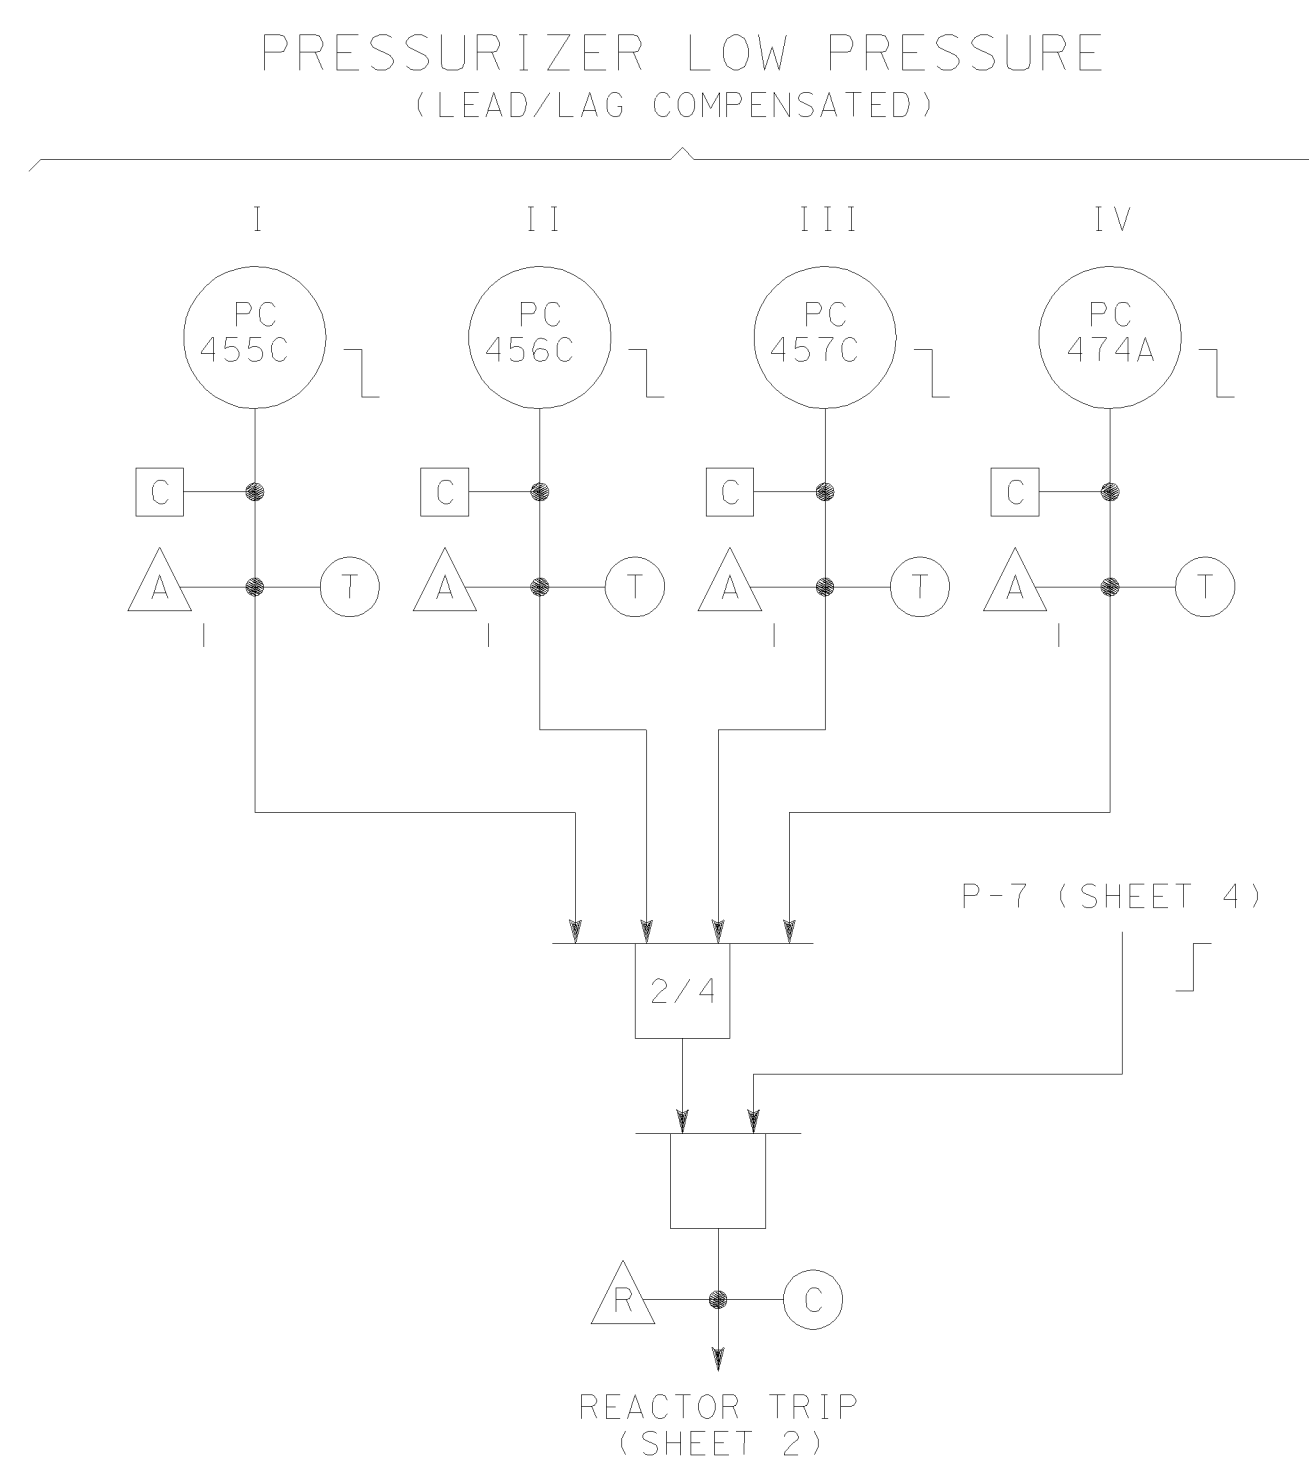 PRESSURIZER LOW PRESSURE
(LEAD/LAG COMPENSATED)
I II III IV
PC PC PC PC
455C 456C 457C 474A
C C C C
A T A T A T A T
I I I I
P-7 (SHEET 4)
2/4
R C
REACTOR TRIP
(SHEET 2)